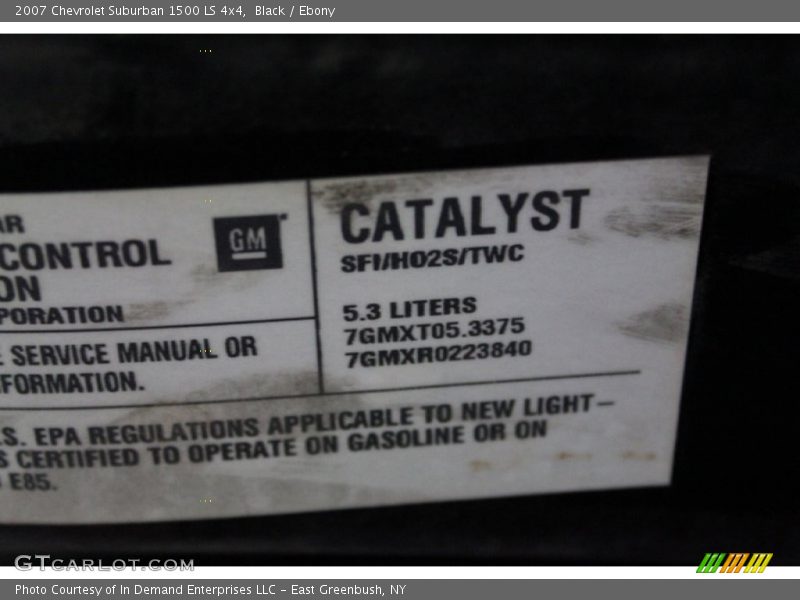 2007 Chevrolet Suburban 1500 LS 4x4, Black / Ebony
CONTROL
ON
PORATION
GM
CATALYST
SFI/HO2S/TWC
5.3 LITERS
7GMXT05.3375
7GMXR0223840
SERVICE MANUAL OR
FORMATION.
.S. EPA REGULATIONS APPLICABLE TO NEW LIGHT-
S CERTIFIED TO OPERATE ON GASOLINE OR ON
E85.
GTCARLOT.COM
Photo Courtesy of In Demand Enterprises LLC - East Greenbush, NY